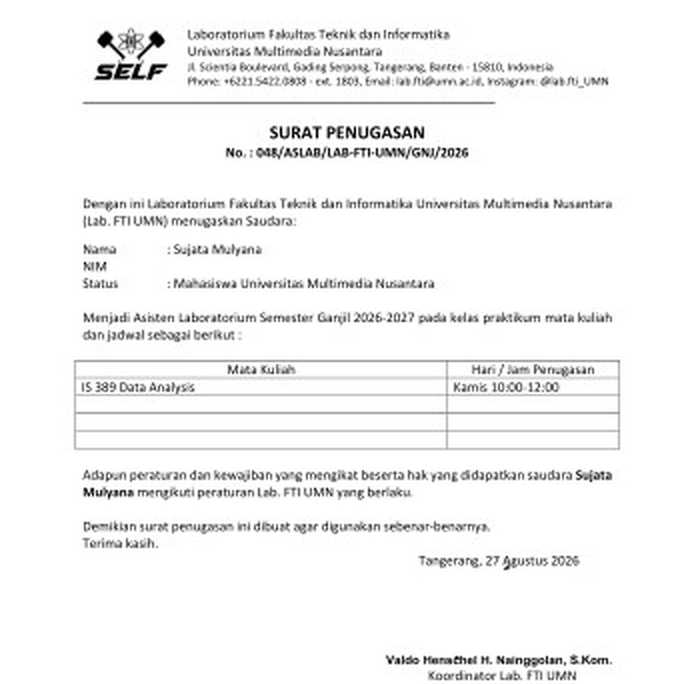 SELF
Laboratorium Fakultas Teknik dan Informatika
Universitas Multimedia Nusantara
Jl. Scientia Boulevard, Gading Serpong, Tangerang, Banten - 15810, Indonesia
Phone: +6221.5422.0808 - ext. 1803, Email: lab.fti@umn.ac.id, Instagram: @lab.fti_UMN
SURAT PENUGASAN
No. : 048/ASLAB/LAB-FTI-UMN/GNJ/2026
Dengan ini Laboratorium Fakultas Teknik dan Informatika Universitas Multimedia Nusantara
(Lab. FTI UMN) menugaskan Saudara:
Nama : Sujata Mulyana
NIM
Status : Mahasiswa Universitas Multimedia Nusantara
Menjadi Asisten Laboratorium Semester Ganjil 2026-2027 pada kelas praktikum mata kuliah
dan jadwal sebagai berikut :
Mata Kuliah Hari / Jam Penugasan
IS 389 Data Analysis Kamis 10:00-12:00
Adapun peraturan dan kewajiban yang mengikat beserta hak yang didapatkan saudara Sujata
Mulyana mengikuti peraturan Lab. FTI UMN yang berlaku.
Demikian surat penugasan ini dibuat agar digunakan sebenar-benarnya.
Terima kasih.
Tangerang, 27 Agustus 2026
Valdo Henschel H. Nainggolan, S.Kom.
Koordinator Lab. FTI UMN